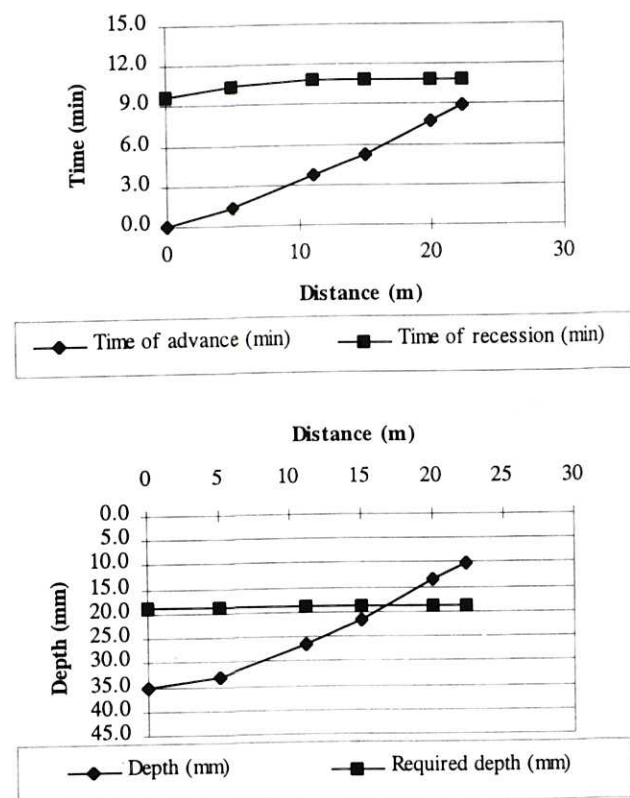 15.0
12.0
9.0
6.0
3.0
0.0
Time (min)
0 10 20 30
Distance (m)
Time of advance (min) Time of recession (min)
Distance (m)
0 5 10 15 20 25 30
0.0
5.0
10.0
15.0
20.0
25.0
30.0
35.0
40.0
45.0
Depth (mm)
Depth (mm) Required depth (mm)